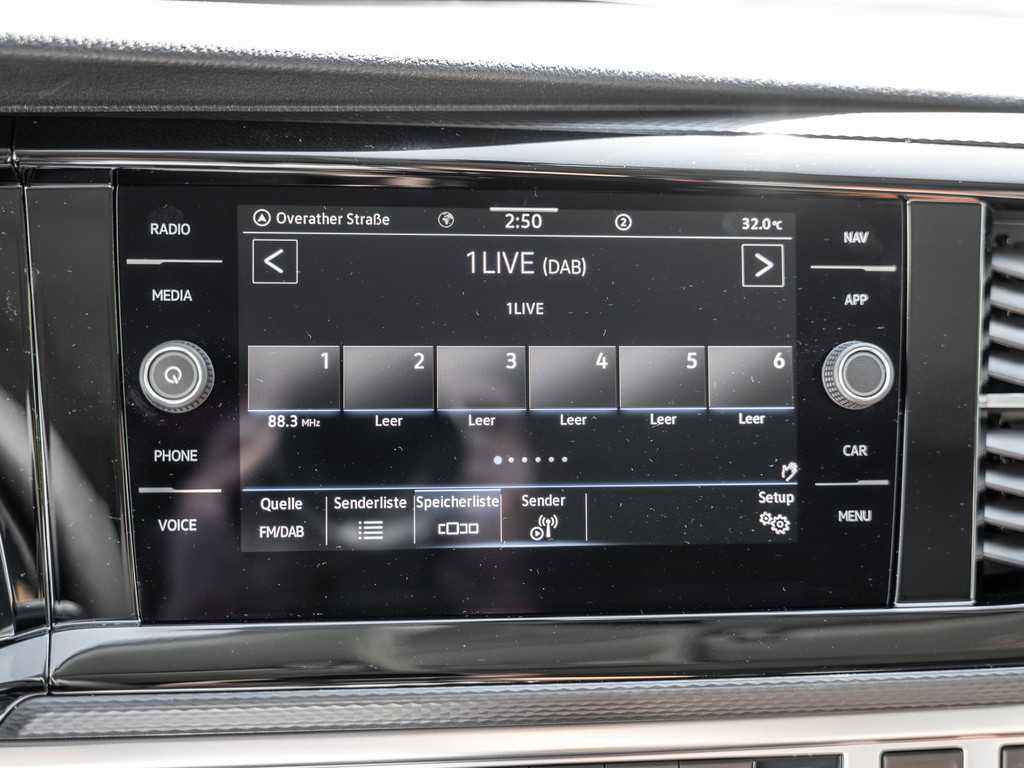 RADIO
MEDIA
PHONE
VOICE
Overather Straße 2:50 2 32.0°C
< 1LIVE (DAB) >
1LIVE
1 2 3 4 5 6
88.3 MHz Leer Leer Leer Leer Leer
Quelle Senderliste Speicherliste Sender Setup
FM/DAB
NAV
APP
CAR
MENU